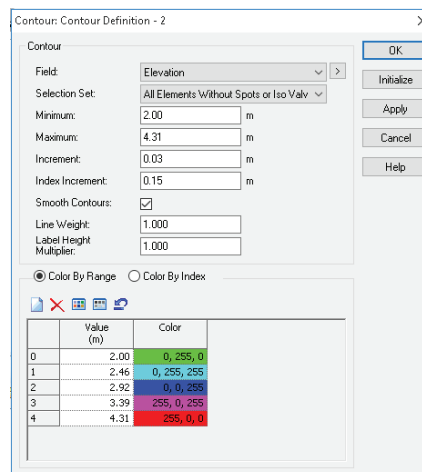 Contour: Contour Definition - 2
Contour
Field: Elevation >
Selection Set: All Elements Without Spots or Iso Valv
Minimum: 2.00 m
Maximum: 4.31 m
Increment: 0.03 m
Index Increment: 0.15 m
Smooth Contours:
Line Weight: 1.000
Label Height Multiplier: 1.000
OK
Initialize
Apply
Cancel
Help
Color By Range Color By Index
Value (m) Color
0 2.00 0, 255, 0
1 2.46 0, 255, 255
2 2.92 0, 0, 255
3 3.39 255, 0, 255
4 4.31 255, 0, 0